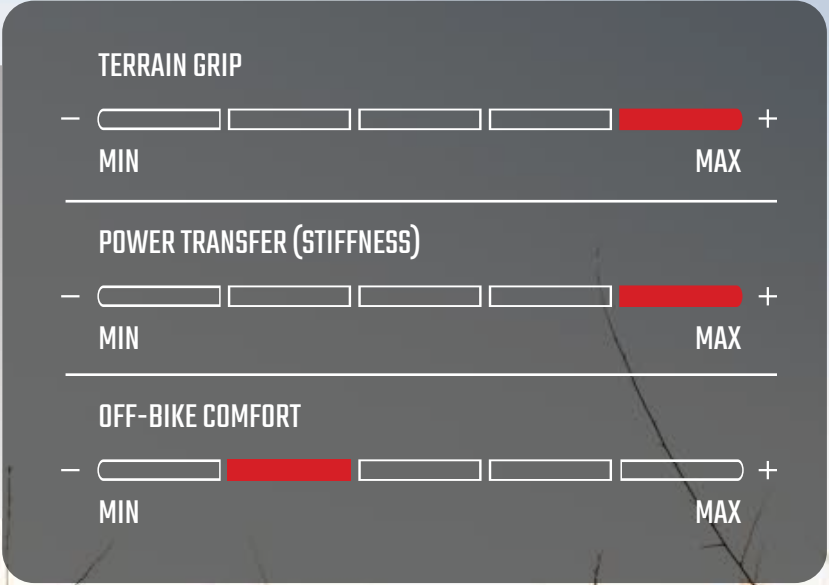 TERRAIN GRIP
- +
MIN MAX
POWER TRANSFER (STIFFNESS)
- +
MIN MAX
OFF-BIKE COMFORT
- +
MIN MAX